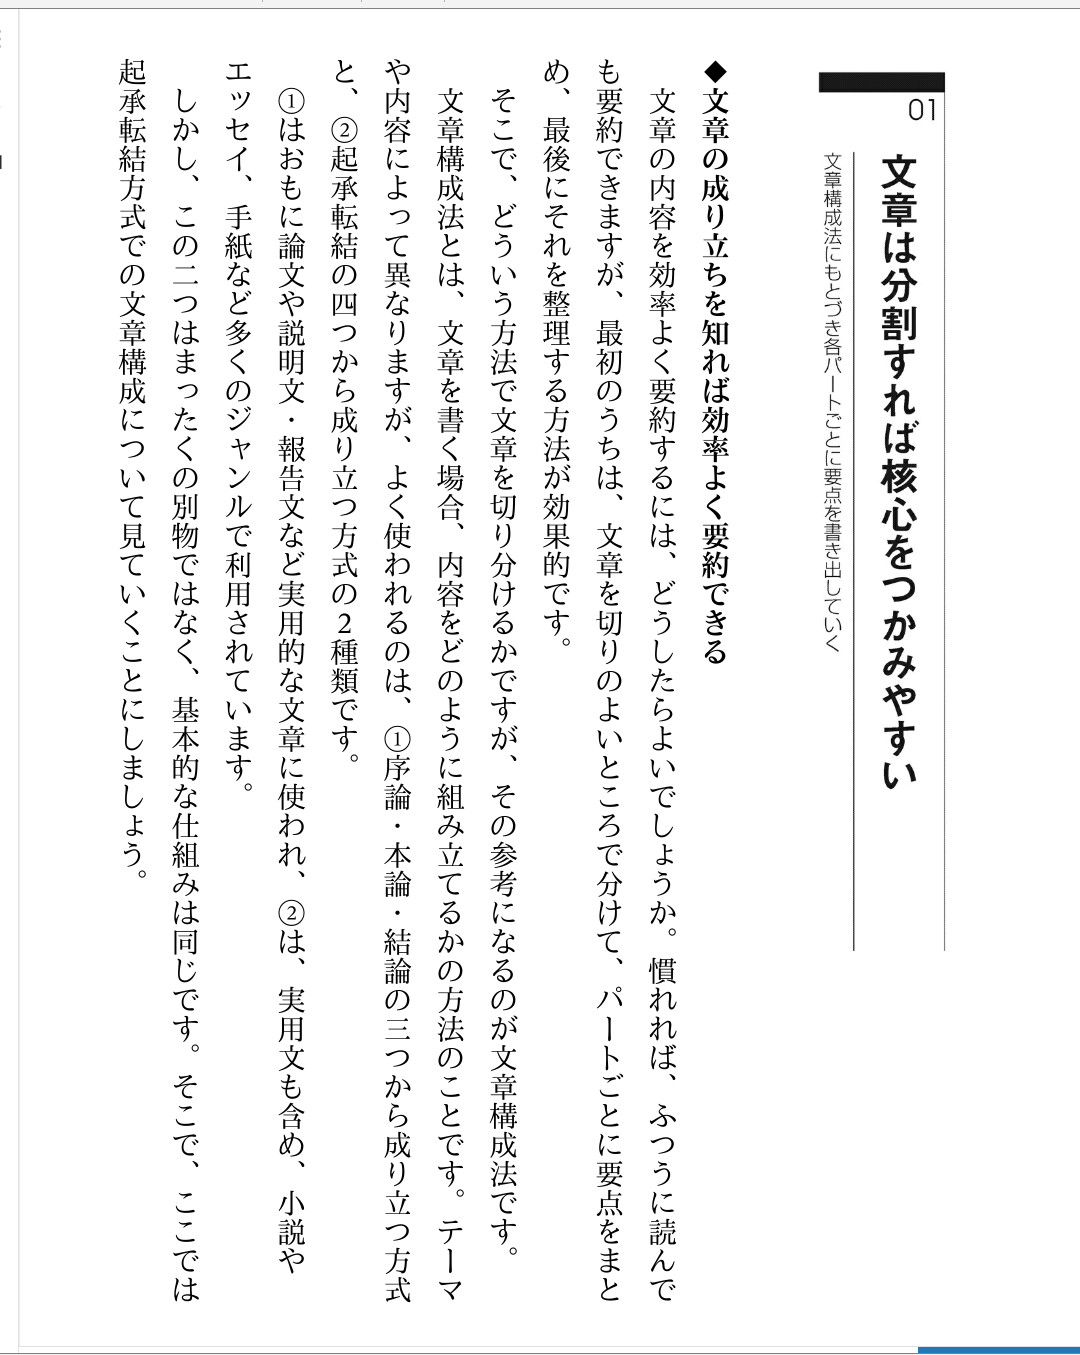 01
文章は分割すれば核心をつかみやすい
文章構成法にもとづき各パートごとに要点を書き出していく
◆文章の成り立ちを知れば効率よく要約できる
文章の内容を効率よく要約するには、どうしたらよいでしょうか。慣れれば、ふつうに読んで
も要約できますが、最初のうちは、文章を切りのよいところで分けて、パートごとに要点をまと
め、最後にそれを整理する方法が効果的です。
そこで、どういう方法で文章を切り分けるかですが、その参考になるのが文章構成法です。
文章構成法とは、文章を書く場合、内容をどのように組み立てるかの方法のことです。テーマ
や内容によって異なりますが、よく使われるのは、①序論・本論・結論の三つから成り立つ方式
と、②起承転結の四つから成り立つ方式の2種類です。
①はおもに論文や説明文・報告文など実用的な文章に使われ、②は、実用文も含め、小説や
エッセイ、手紙など多くのジャンルで利用されています。
しかし、この二つはまったくの別物ではなく、基本的な仕組みは同じです。そこで、ここでは
起承転結方式での文章構成について見ていくことにしましょう。